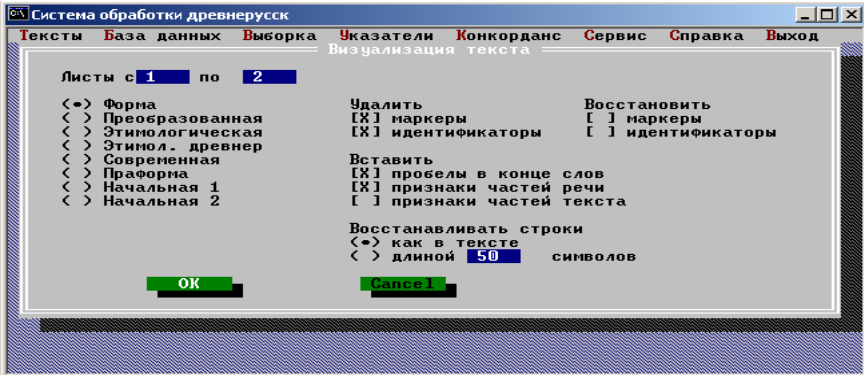 Система обработки древнерусск
Тексты База данных Выборка Указатели Конкорданс Сервис Справка Выход
Визуализация текста
Листы с 1 по 2
(•) Форма Удалить Восстановить
( ) Преобразованная [X] маркеры [ ] маркеры
( ) Этимологическая [X] идентификаторы [ ] идентификаторы
( ) Этимол. древнер
( ) Современная Вставить
( ) Праформа [X] пробелы в конце слов
( ) Начальная 1 [X] признаки частей речи
( ) Начальная 2 [ ] признаки частей текста
Восстанавливать строки
(•) как в тексте
( ) длиной 50 символов
OK Cancel